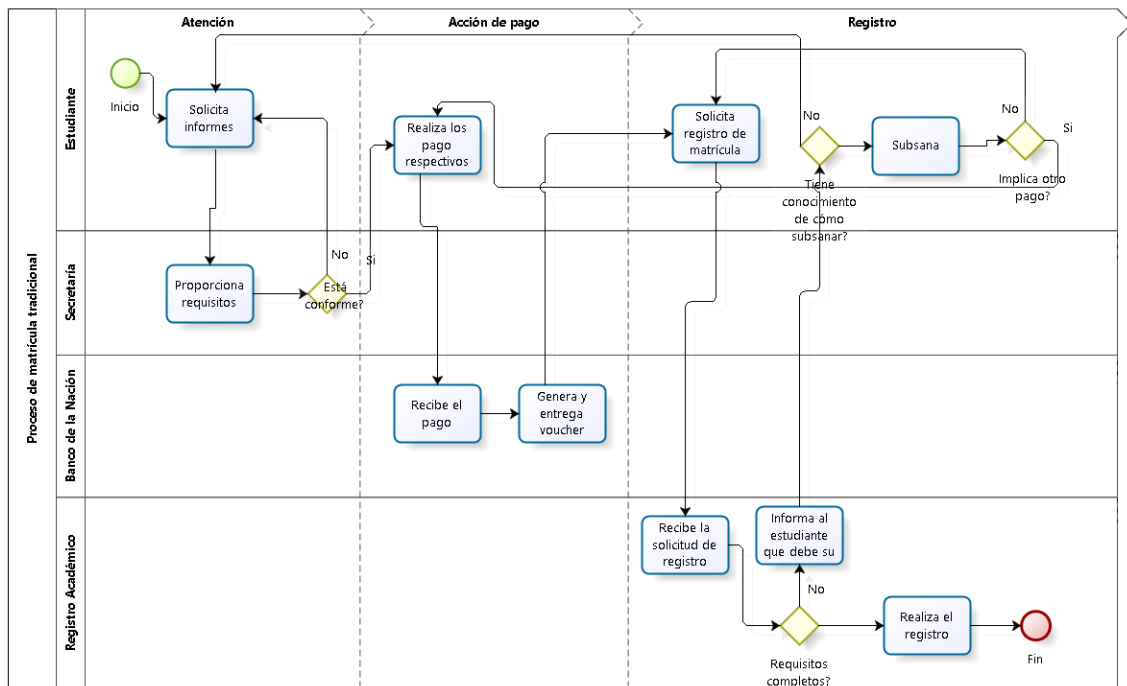 Atención
Acción de pago
Registro
Proceso de matrícula tradicional
Estudiante
Inicio
Solicita
informes
Realiza los
pago
respectivos
Solicita
registro de
matrícula
No
Subsana
No
Si
Tiene
conocimiento
de cómo
subsanar?
Implica otro
pago?
Secretaría
Proporciona
requisitos
No
Si
Está
conforme?
Banco de la Nación
Recibe el
pago
Genera y
entrega
voucher
Registro Académico
Recibe la
solicitud de
registro
Informa al
estudiante
que debe su
No
Requisitos
completos?
Realiza el
registro
Fin